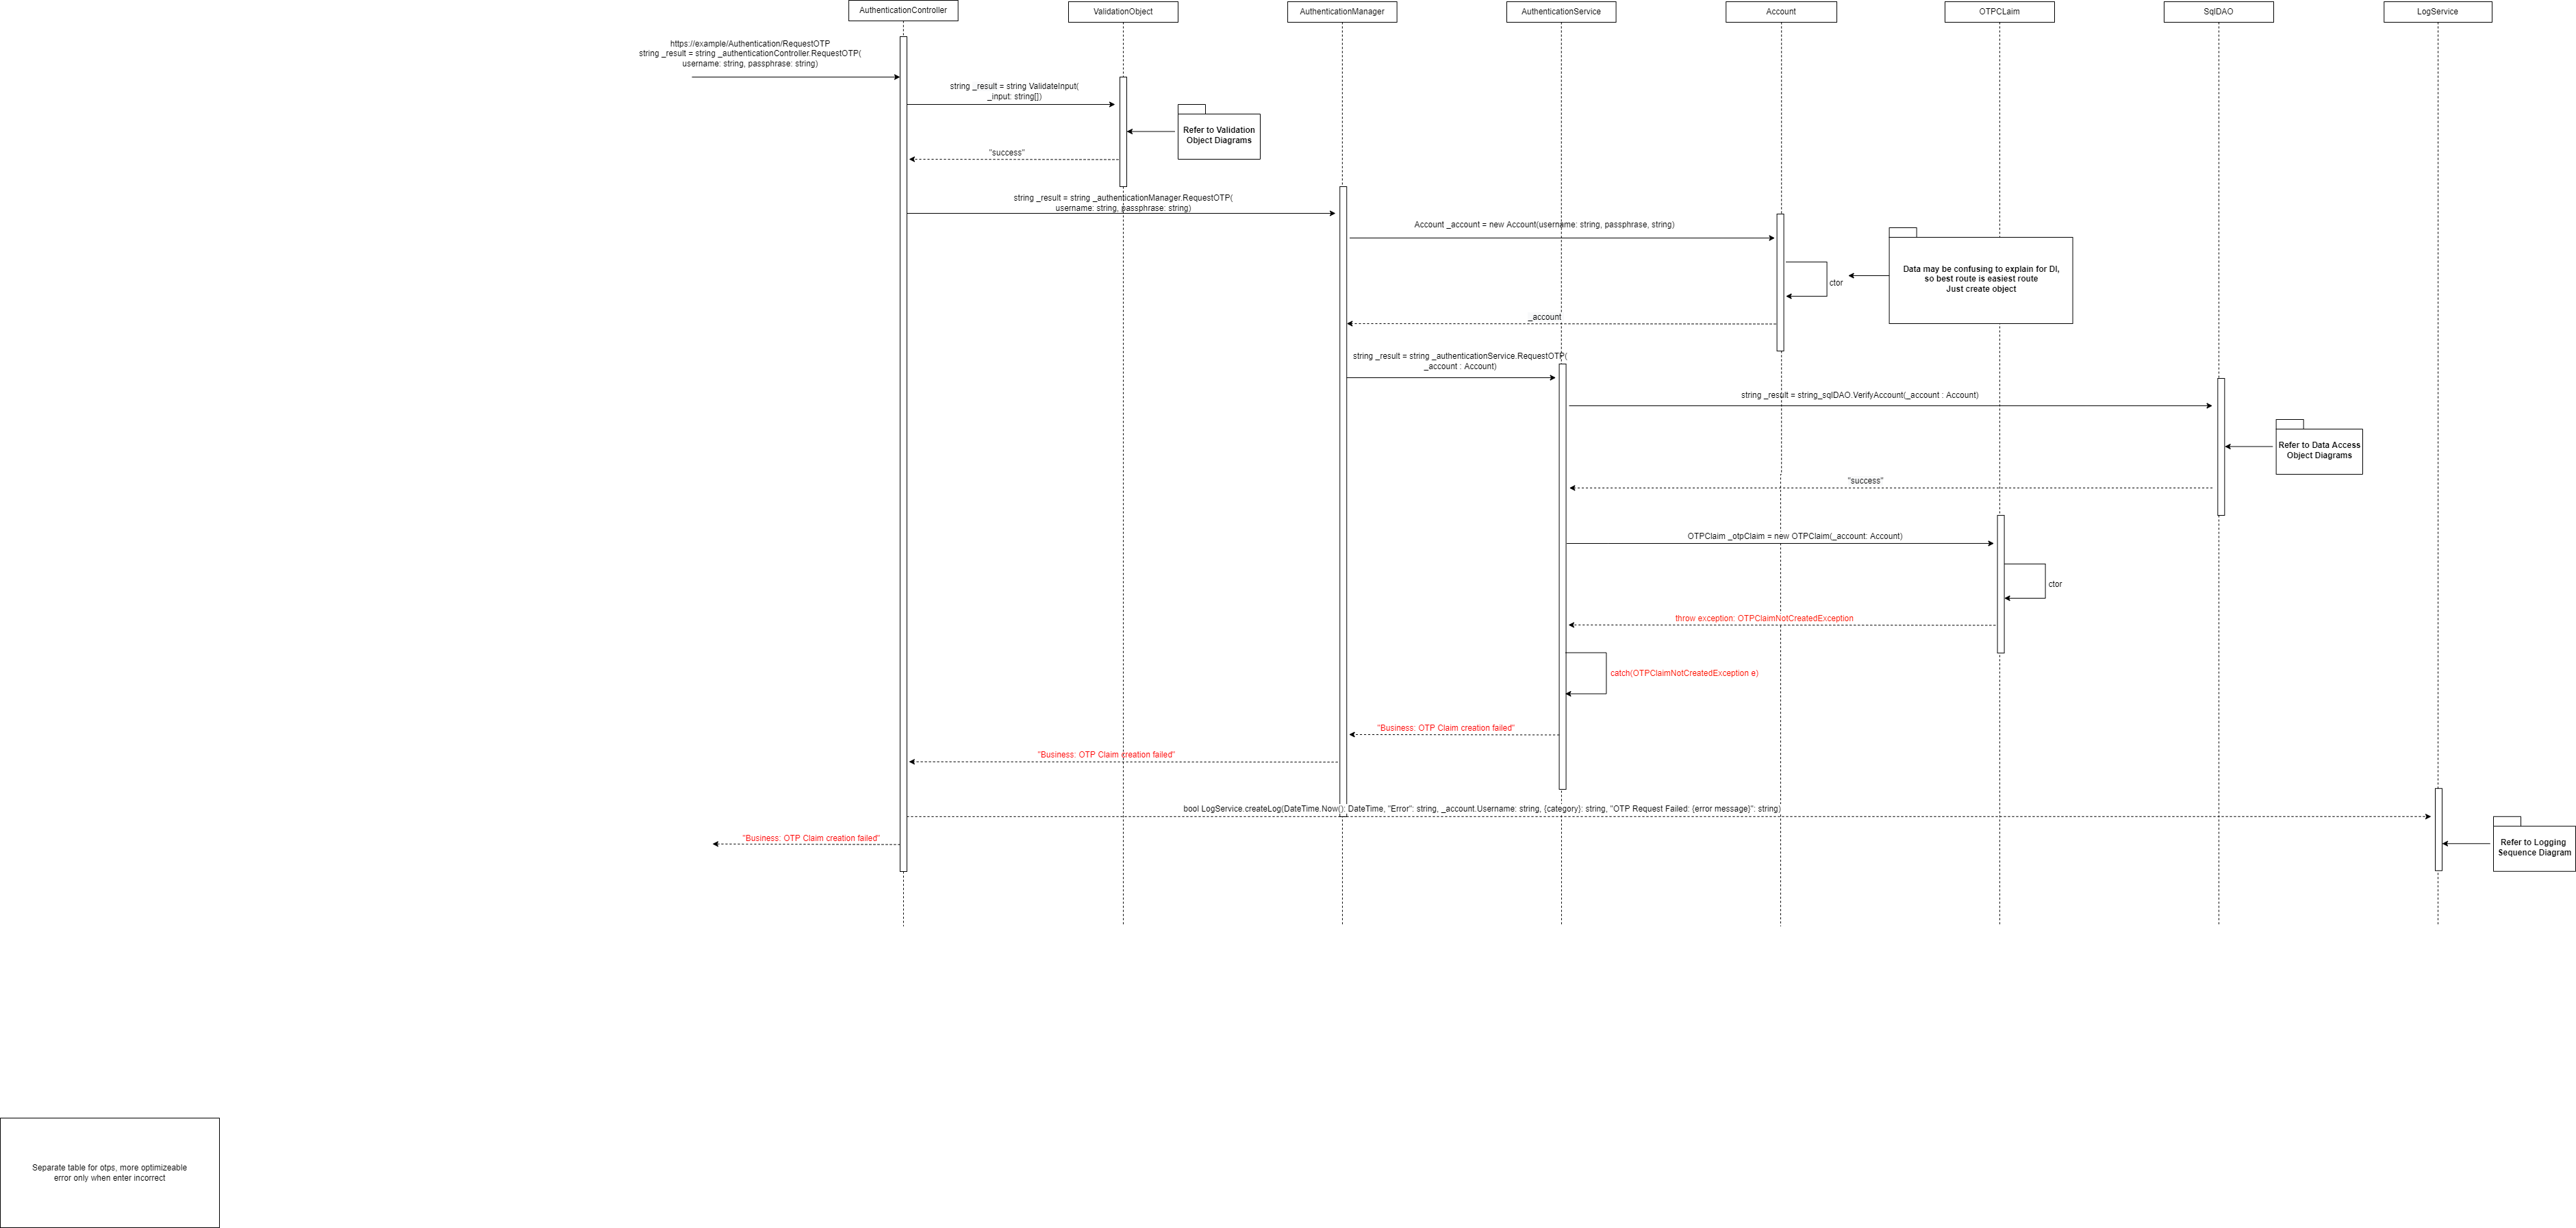 AuthenticationController
ValidationObject
AuthenticationManager
AuthenticationService
Account
OTPCLaim
SqlDAO
LogService
https://example/Authentication/RequestOTP
string _result = string _authenticationController.RequestOTP(
username: string, passphrase: string)
string _result = string ValidateInput(
_input: string[])
Refer to Validation
Object Diagrams
"success"
string _result = string _authenticationManager.RequestOTP(
username: string, passphrase: string)
Account _account = new Account(username: string, passphrase, string)
Data may be confusing to explain for DI,
so best route is easiest route
Just create object
ctor
_account
string _result = string _authenticationService.RequestOTP(
_account : Account)
string _result = string_sqlDAO.VerifyAccount(_account : Account)
Refer to Data Access
Object Diagrams
"success"
OTPClaim _otpClaim = new OTPClaim(_account: Account)
ctor
throw exception: OTPClaimNotCreatedException
catch(OTPClaimNotCreatedException e)
"Business: OTP Claim creation failed"
"Business: OTP Claim creation failed"
bool LogService.createLog(DateTime.Now(): DateTime, "Error": string, _account.Username: string, {category}: string, "OTP Request Failed: {error message}": string)
"Business: OTP Claim creation failed"
Refer to Logging
Sequence Diagram
Separate table for otps, more optimizeable
error only when enter incorrect